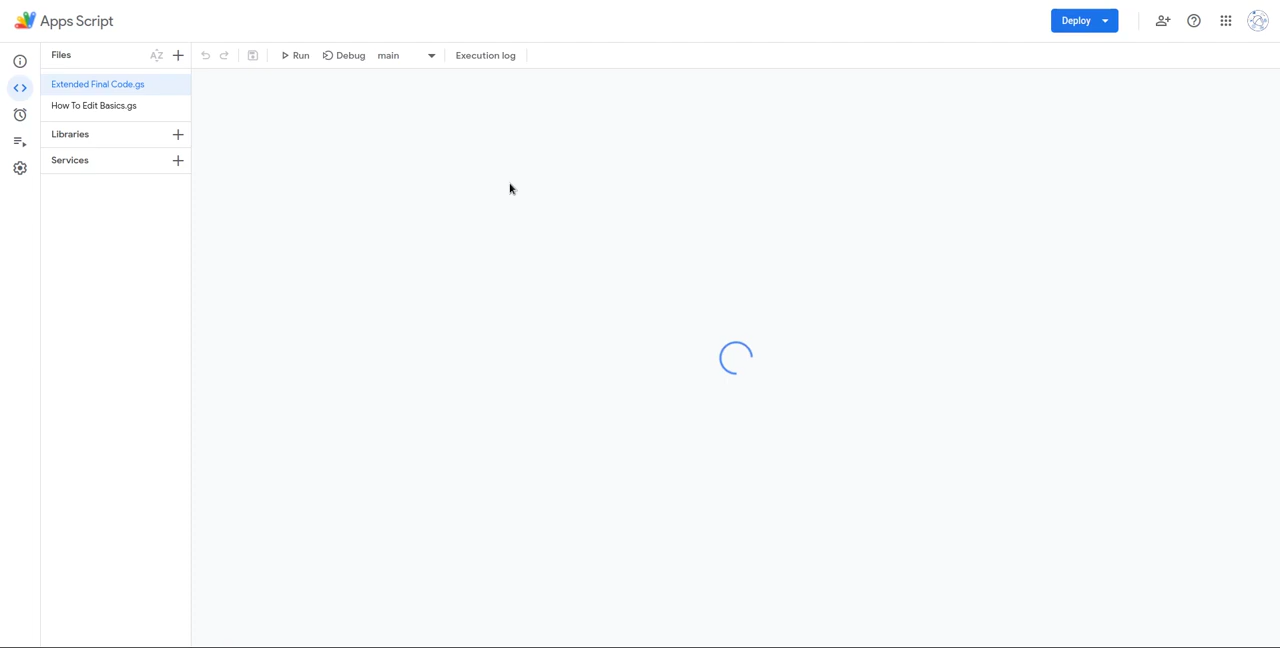 Apps Script
Deploy
Files
AZ
Run
Debug
main
Execution log
Extended Final Code.gs
How To Edit Basics.gs
Libraries
Services